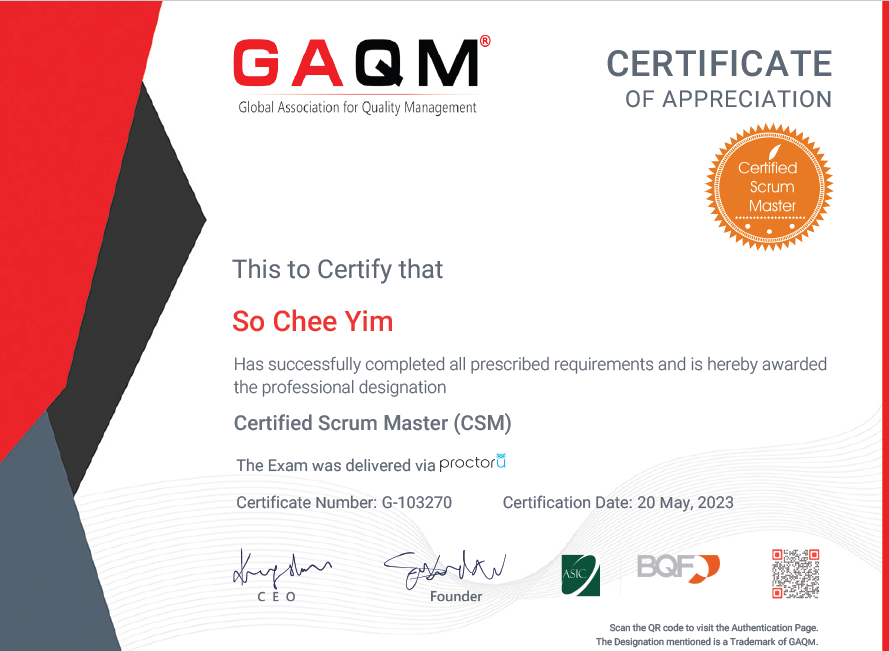 GAQM®
Global Association for Quality Management
CERTIFICATE
OF APPRECIATION
Certified
Scrum
Master
This to Certify that
So Chee Yim
Has successfully completed all prescribed requirements and is hereby awarded
the professional designation
Certified Scrum Master (CSM)
The Exam was delivered via proctoru
Certificate Number: G-103270 Certification Date: 20 May, 2023
CEO
Founder
ASIC
BQF
Scan the QR code to visit the Authentication Page.
The Designation mentioned is a Trademark of GAQM.